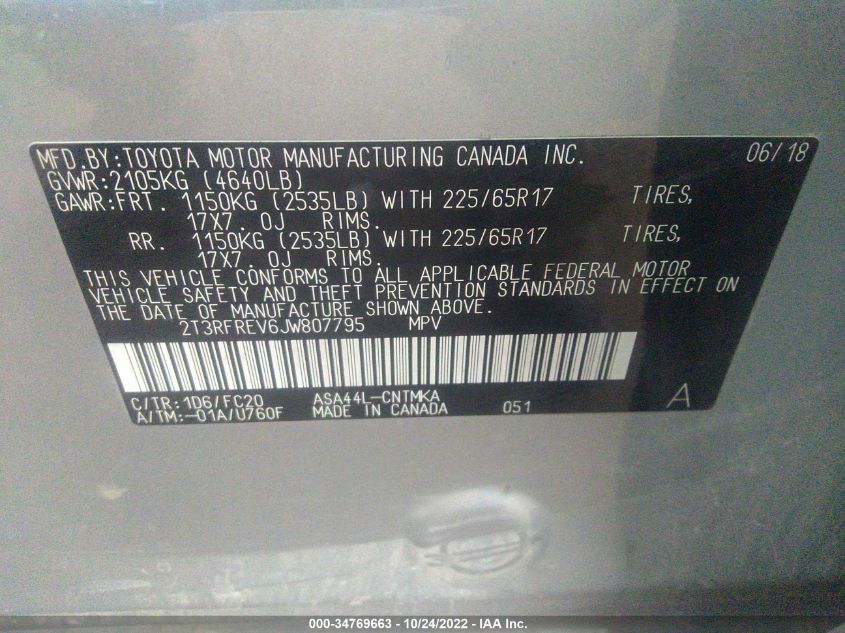 MFD.BY:TOYOTA MOTOR MANUFACTURING CANADA INC. 06/18
GVWR:2105KG (4640LB)
GAWR:FRT. 1150KG (2535LB) WITH 225/65R17 TIRES,
17X7. 0J RIMS.
RR. 1150KG (2535LB) WITH 225/65R17 TIRES,
17X7. 0J RIMS.
THIS VEHICLE CONFORMS TO ALL APPLICABLE FEDERAL MOTOR
VEHICLE SAFETY AND THEFT PREVENTION STANDARDS IN EFFECT ON
THE DATE OF MANUFACTURE SHOWN ABOVE.
2T3RFREV6JW807795 MPV
C/TR:1D6/FC20 ASA44L-CNTMKA
A/TM:-01A/U760F MADE IN CANADA 051 A
000-34769663 - 10/24/2022 - IAA Inc.